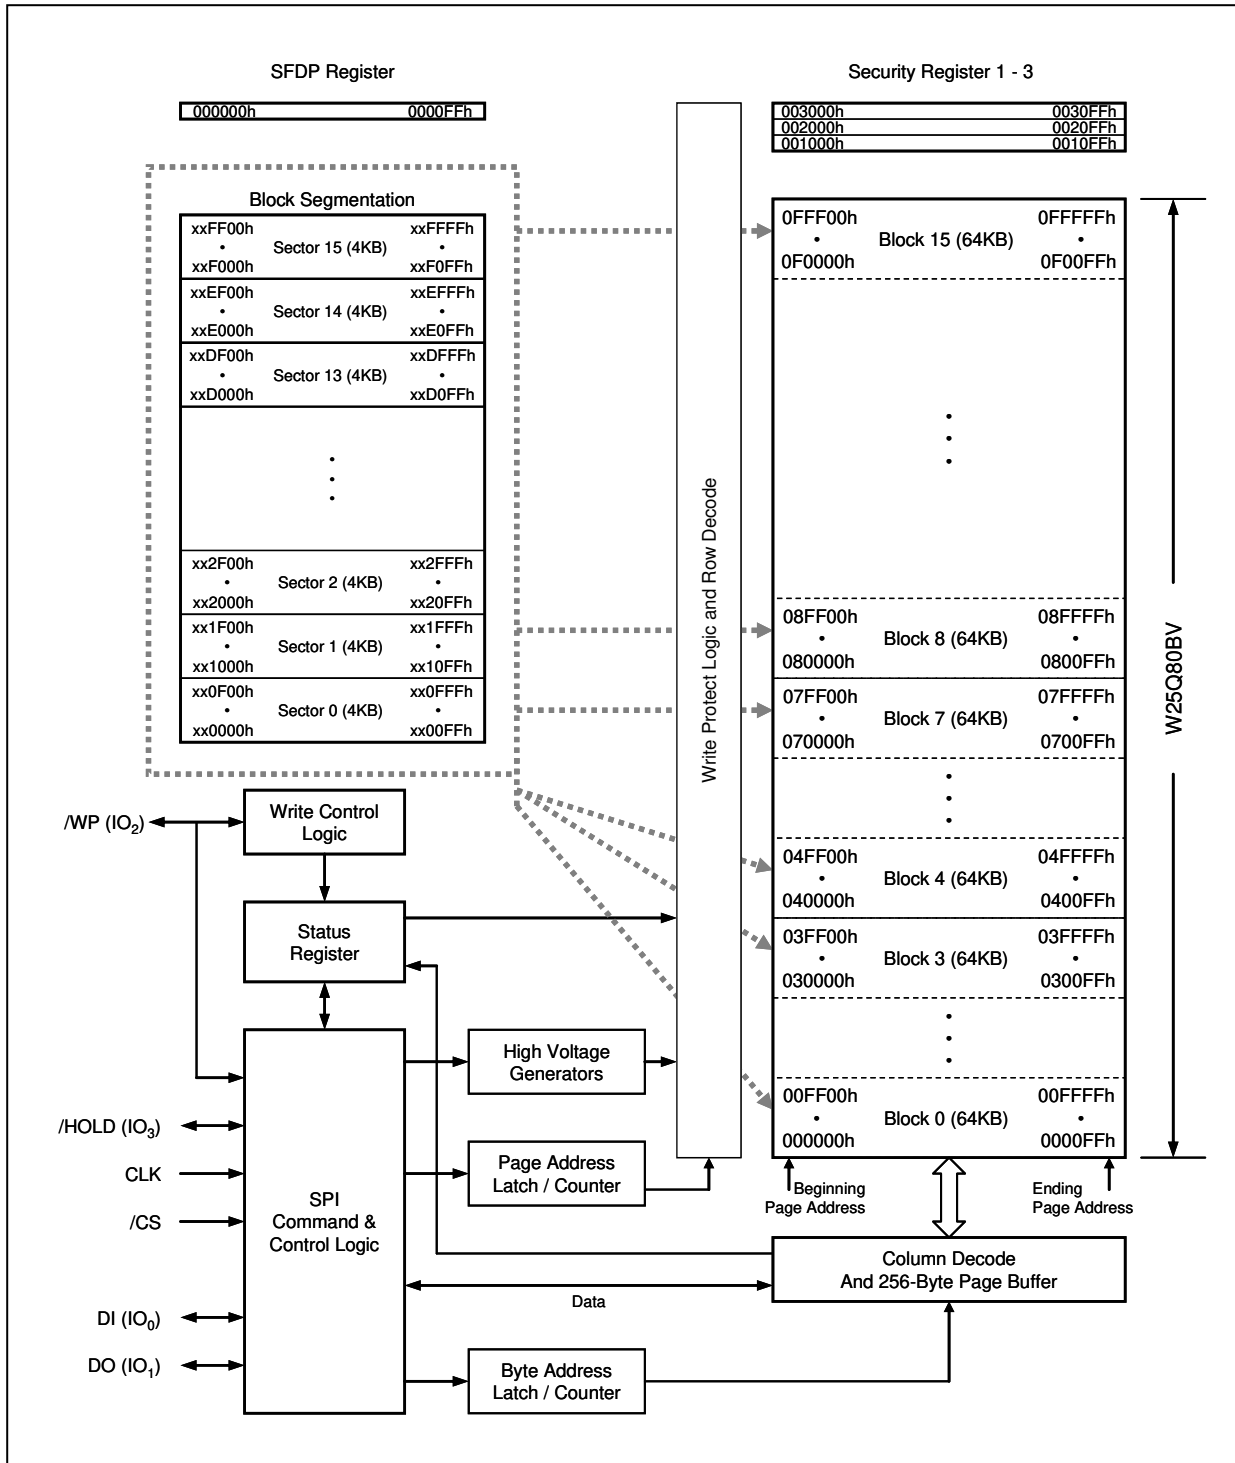 SFDP Register
000000h 0000FFh
Security Register 1 - 3
003000h 0030FFh
002000h 0020FFh
001000h 0010FFh
Block Segmentation
xxFF00h xxFFFFh
Sector 15 (4KB)
xxF000h xxF0FFh
xxEF00h xxEFFFh
Sector 14 (4KB)
xxE000h xxE0FFh
xxDF00h xxDFFFh
Sector 13 (4KB)
xxD000h xxD0FFh
xx2F00h xx2FFFh
Sector 2 (4KB)
xx2000h xx20FFh
xx1F00h xx1FFFh
Sector 1 (4KB)
xx1000h xx10FFh
xx0F00h xx0FFFh
Sector 0 (4KB)
xx0000h xx00FFh
Write Protect Logic and Row Decode
0FFF00h 0FFFFFh
Block 15 (64KB)
0F0000h 0F00FFh
08FF00h 08FFFFh
Block 8 (64KB)
080000h 0800FFh
07FF00h 07FFFFh
Block 7 (64KB)
070000h 0700FFh
04FF00h 04FFFFh
Block 4 (64KB)
040000h 0400FFh
03FF00h 03FFFFh
Block 3 (64KB)
030000h 0300FFh
00FF00h 00FFFFh
Block 0 (64KB)
000000h 0000FFh
W25Q80BV
Beginning
Page Address
Ending
Page Address
/WP (IO2)
Write Control
Logic
Status
Register
High Voltage
Generators
/HOLD (IO3)
CLK
/CS
DI (IO0)
DO (IO1)
SPI
Command &
Control Logic
Page Address
Latch / Counter
Column Decode
And 256-Byte Page Buffer
Data
Byte Address
Latch / Counter